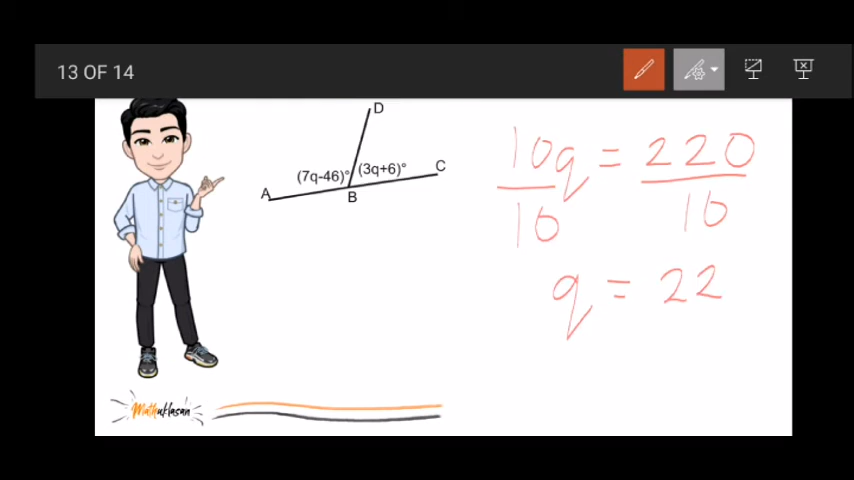 13 OF 14
D
(7q-46)° (3q+6)° C
A B
10q = 220
10 10
q = 22
Mathuklasan